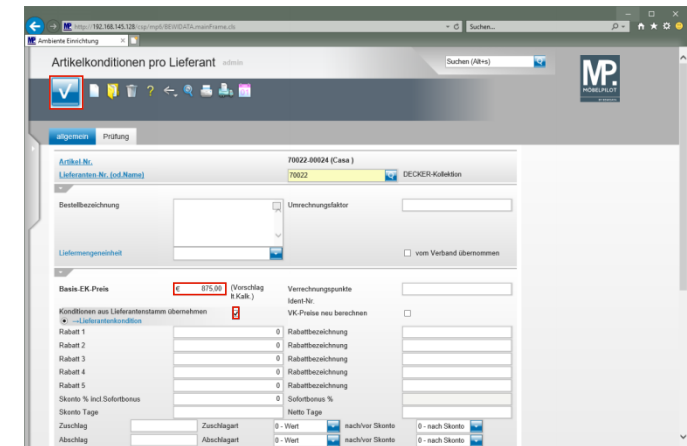 http://192.168.145.128/csp/mp6/BEWIDATA.mainFrame.cls
Suchen...
Ambiente Einrichtung
Artikelkonditionen pro Lieferant admin
Suchen (Alt+s)
MP.
MÖBELPILOT
allgemein Prüfung
Artikel-Nr. 70022-00024 (Casa )
Lieferanten-Nr. (od.Name) 70022 DECKER-Kollektion
Bestellbezeichnung Umrechnungsfaktor
Liefermengeneinheit vom Verband übernommen
Basis-EK-Preis € 875,00 (Vorschlag lt.Kalk.) Verrechnungspunkte
Ident-Nr.
Konditionen aus Lieferantenstamm übernehmen VK-Preise neu berechnen
→Lieferantenkondition
Rabatt 1 0 Rabattbezeichnung
Rabatt 2 0 Rabattbezeichnung
Rabatt 3 0 Rabattbezeichnung
Rabatt 4 0 Rabattbezeichnung
Rabatt 5 0 Rabattbezeichnung
Skonto % incl.Sofortbonus 0 Sofortbonus %
Skonto Tage Netto Tage
Zuschlag Zuschlagart 0 - Wert nach/vor Skonto 0 - nach Skonto
Abschlag Abschlagart 0 - Wert nach/vor Skonto 0 - nach Skonto